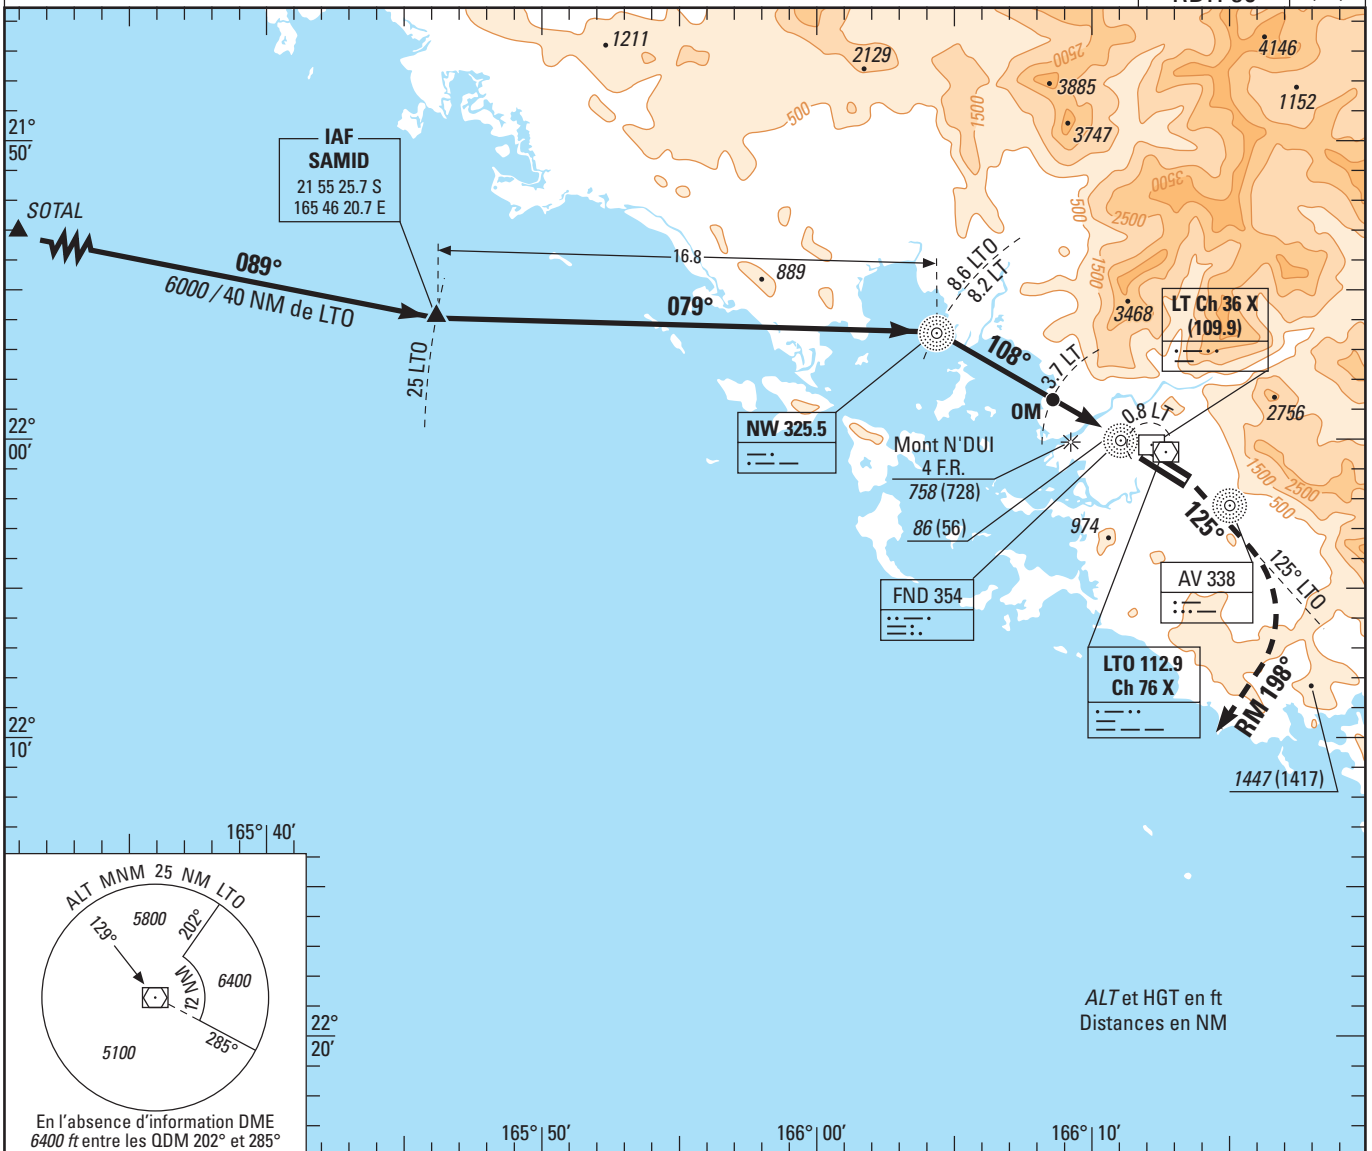 1211
2129
4146
2500
3885
1152
500
1500
3747
21°
50'
IAF
SAMID
21 55 25.7 S
165 46 20.7 E
3500
500
2500
SOTAL
089°
6000 / 40 NM de LTO
16.8
889
8.6 LTO
8.2 LT
1500
079°
3468
LT Ch 36 X
(109.9)
25 LTO
108°
3.7 LT
OM
0.8 LT
2756
NW 325.5
22°
00'
Mont N'DUI
4 F.R.
758 (728)
86 (56)
1500
2500
500
974
125°
FND 354
AV 338
125° LTO
LTO 112.9
Ch 76 X
RM 198°
22°
10'
1447 (1417)
165° 40'
ALT MNM 25 NM LTO
129°
5800
202°
12 NM
6400
285°
5100
ALT et HGT en ft
Distances en NM
22°
20'
En l'absence d'information DME
6400 ft entre les QDM 202° et 285°
165° 50'
166° 00'
166° 10'